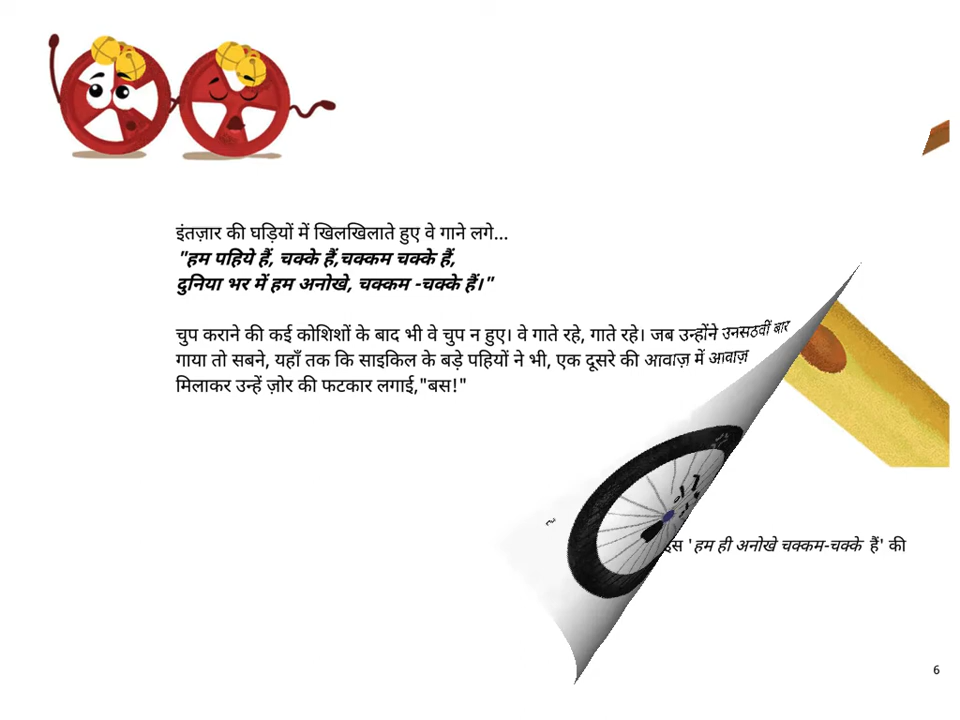 इंतज़ार की घड़ियों में खिलखिलाते हुए वे गाने लगे...
"हम पहिये हैं, चक्के हैं,चक्कम चक्के हैं,
दुनिया भर में हम अनोखे, चक्कम -चक्के हैं।"
चुप कराने की कई कोशिशों के बाद भी वे चुप न हुए। वे गाते रहे, गाते रहे। जब उन्होंने उनसठवीं बार
गाया तो सबने, यहाँ तक कि साइकिल के बड़े पहियों ने भी, एक दूसरे की आवाज़ में आवाज़
मिलाकर उन्हें ज़ोर की फटकार लगाई,"बस!"
'हम ही अनोखे चक्कम-चक्के हैं' की
6